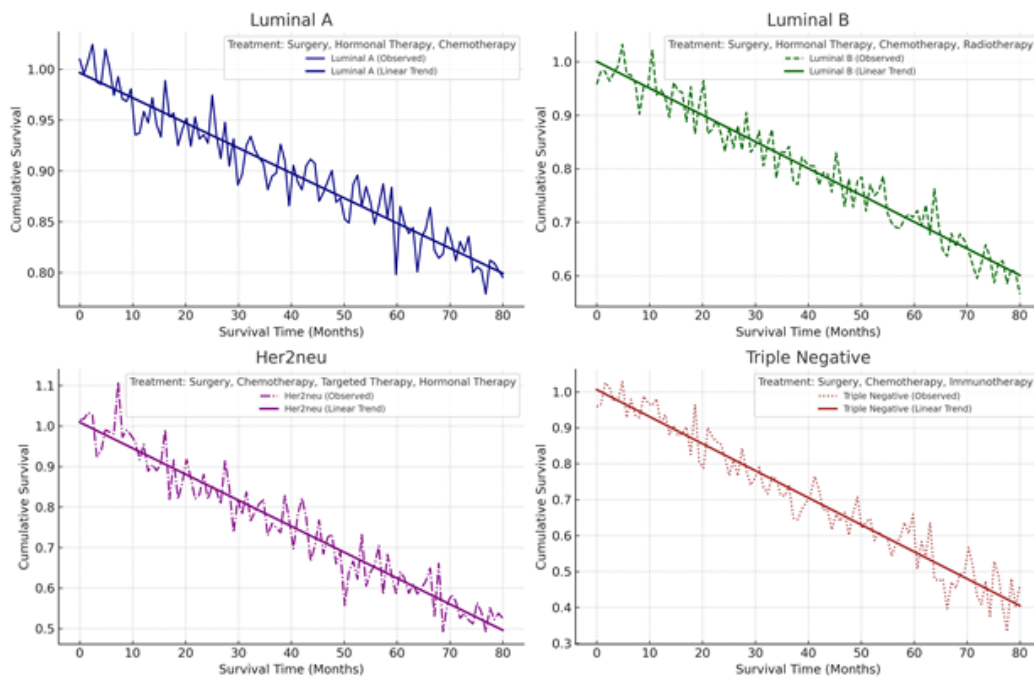 Luminal A
Treatment: Surgery, Hormonal Therapy, Chemotherapy
Luminal A (Observed)
Luminal A (Linear Trend)
Cumulative Survival
1.00
0.95
0.90
0.85
0.80
0 10 20 30 40 50 60 70 80
Survival Time (Months)
Luminal B
Treatment: Surgery, Hormonal Therapy, Chemotherapy, Radiotherapy
Luminal B (Observed)
Luminal B (Linear Trend)
Cumulative Survival
1.0
0.9
0.8
0.7
0.6
0 10 20 30 40 50 60 70 80
Survival Time (Months)
Her2neu
Treatment: Surgery, Chemotherapy, Targeted Therapy, Hormonal Therapy
Her2neu (Observed)
Her2neu (Linear Trend)
Cumulative Survival
1.1
1.0
0.9
0.8
0.7
0.6
0.5
0 10 20 30 40 50 60 70 80
Survival Time (Months)
Triple Negative
Treatment: Surgery, Chemotherapy, Immunotherapy
Triple Negative (Observed)
Triple Negative (Linear Trend)
Cumulative Survival
1.0
0.9
0.8
0.7
0.6
0.5
0.4
0.3
0 10 20 30 40 50 60 70 80
Survival Time (Months)